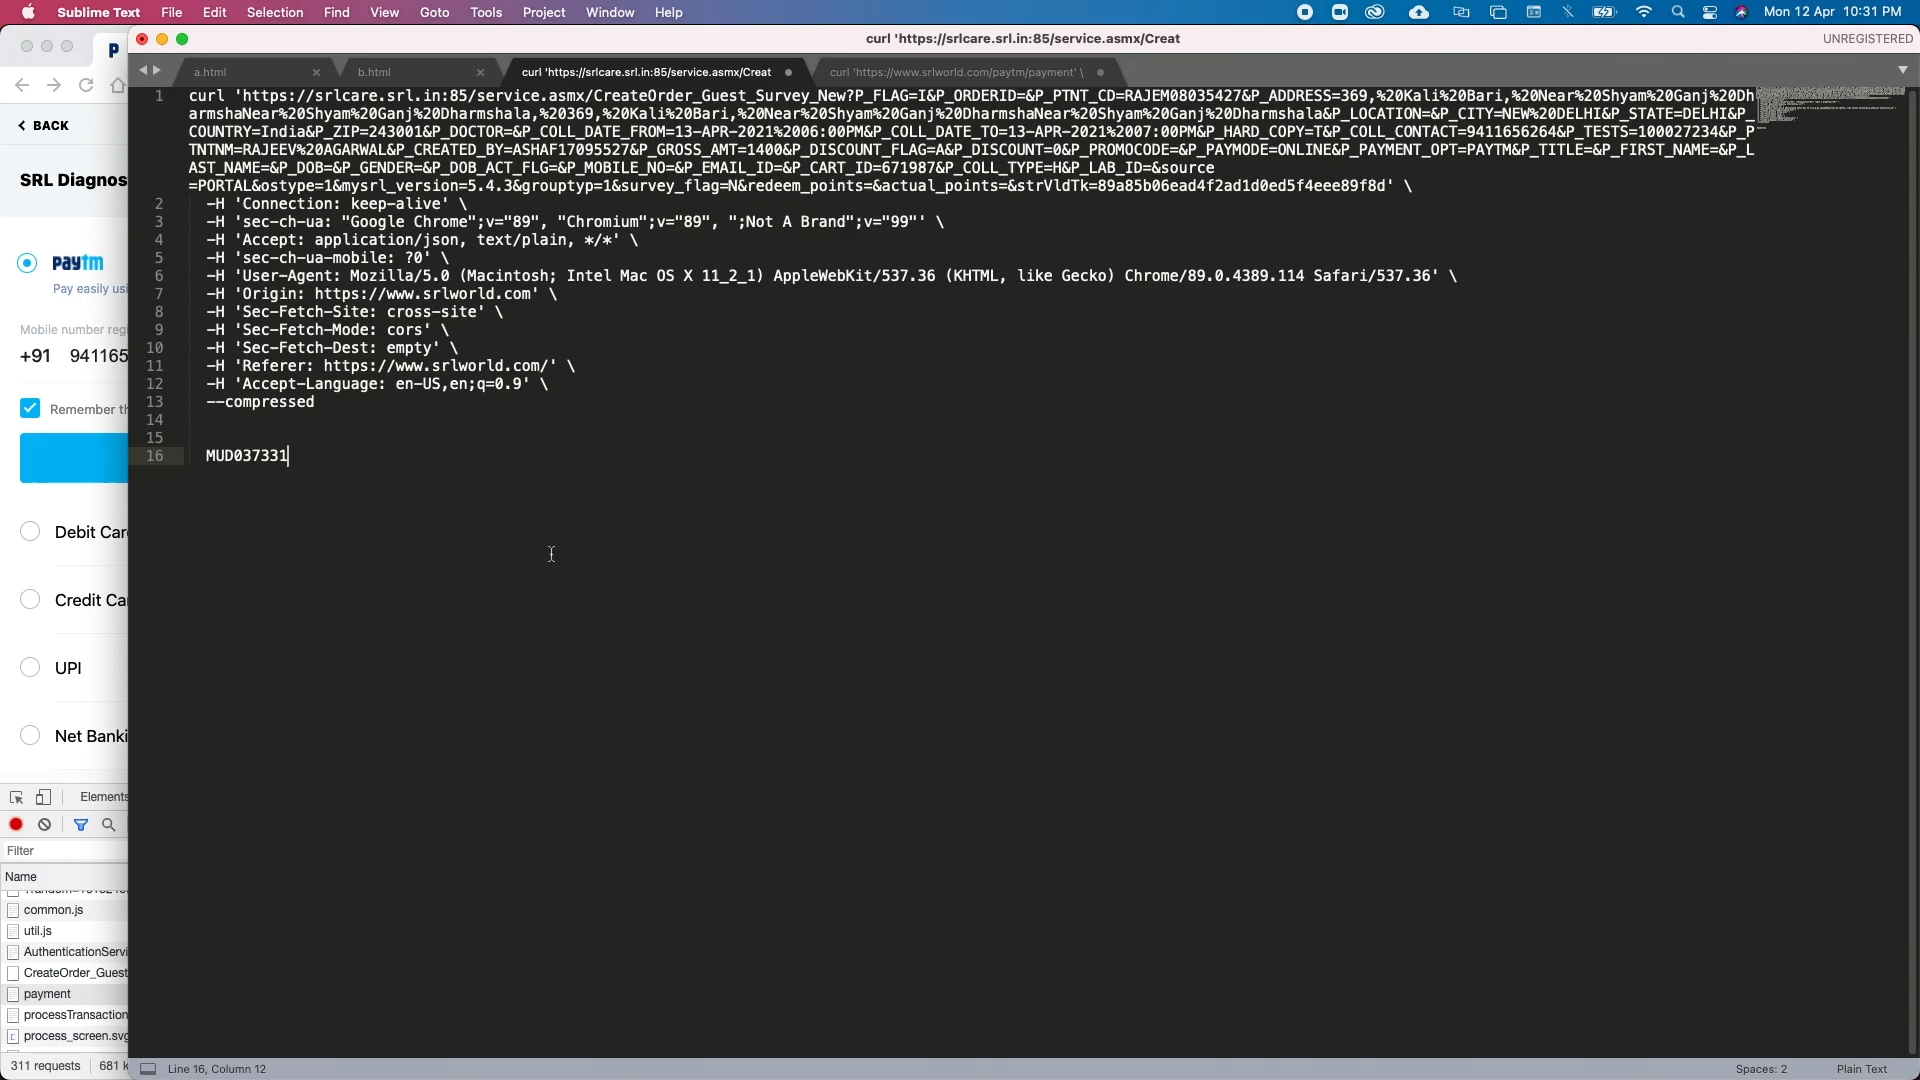 Sublime Text File Edit Selection Find View Goto Tools Project Window Help Mon 12 Apr 10:31 PM
curl 'https://srlcare.srl.in:85/service.asmx/Creat UNREGISTERED
a.html b.html curl 'https://srlcare.srl.in:85/service.asmx/Creat curl 'https://www.srlworld.com/paytm/payment' \
1 curl 'https://srlcare.srl.in:85/service.asmx/CreateOrder_Guest_Survey_New?P_FLAG=I&P_ORDERID=&P_PTNT_CD=RAJEM08035427&P_ADDRESS=369,%20Kali%20Bari,%20Near%20Shyam%20Ganj%20Dh
armshaNear%20Shyam%20Ganj%20Dharmshala,%20369,%20Kali%20Bari,%20Near%20Shyam%20Ganj%20DharmshaNear%20Shyam%20Ganj%20Dharmshala&P_LOCATION=&P_CITY=NEW%20DELHI&P_STATE=DELHI&P_
COUNTRY=India&P_ZIP=243001&P_DOCTOR=&P_COLL_DATE_FROM=13-APR-2021%2006:00PM&P_COLL_DATE_TO=13-APR-2021%2007:00PM&P_HARD_COPY=T&P_COLL_CONTACT=9411656264&P_TESTS=100027234&P_P
TNTNM=RAJEEV%20AGARWAL&P_CREATED_BY=ASHAF17095527&P_GROSS_AMT=1400&P_DISCOUNT_FLAG=A&P_DISCOUNT=0&P_PROMOCODE=&P_PAYMODE=ONLINE&P_PAYMENT_OPT=PAYTM&P_TITLE=&P_FIRST_NAME=&P_L
AST_NAME=&P_DOB=&P_GENDER=&P_DOB_ACT_FLG=&P_MOBILE_NO=&P_EMAIL_ID=&P_CART_ID=671987&P_COLL_TYPE=H&P_LAB_ID=&source
=PORTAL&ostype=1&mysrl_version=5.4.3&grouptyp=1&survey_flag=N&redeem_points=&actual_points=&strVldTk=89a85b06ead4f2ad1d0ed5f4eee89f8d' \
2 -H 'Connection: keep-alive' \
3 -H 'sec-ch-ua: "Google Chrome";v="89", "Chromium";v="89", ";Not A Brand";v="99"' \
4 -H 'Accept: application/json, text/plain, */*' \
5 -H 'sec-ch-ua-mobile: ?0' \
6 -H 'User-Agent: Mozilla/5.0 (Macintosh; Intel Mac OS X 11_2_1) AppleWebKit/537.36 (KHTML, like Gecko) Chrome/89.0.4389.114 Safari/537.36' \
7 -H 'Origin: https://www.srlworld.com' \
8 -H 'Sec-Fetch-Site: cross-site' \
9 -H 'Sec-Fetch-Mode: cors' \
10 -H 'Sec-Fetch-Dest: empty' \
11 -H 'Referer: https://www.srlworld.com/' \
12 -H 'Accept-Language: en-US,en;q=0.9' \
13 --compressed
14
15
16 MUD037331
P
BACK
SRL Diagnos
paytm
Pay easily usi
Mobile number regi
+91 941165
Remember th
Debit Car
Credit Ca
UPI
Net Banki
Elements
Filter
Name
common.js
util.js
AuthenticationServi
CreateOrder_Guest
payment
processTransaction
process_screen.svg
311 requests 681 k
Line 16, Column 12 Spaces: 2 Plain Text